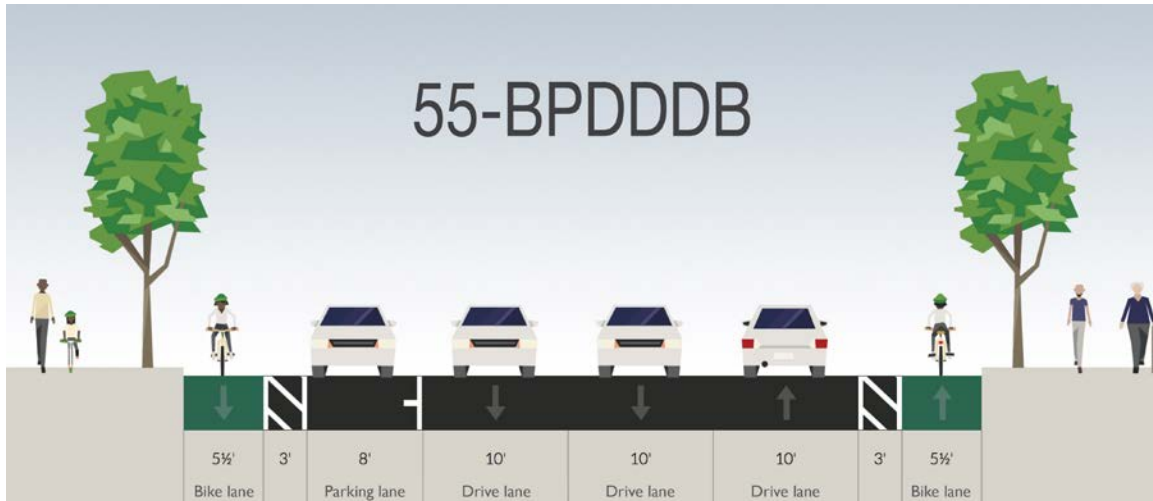 55-BPDDDB
5½' 3' 8' 10' 10' 10' 3' 5½'
Bike lane Parking lane Drive lane Drive lane Drive lane Bike lane